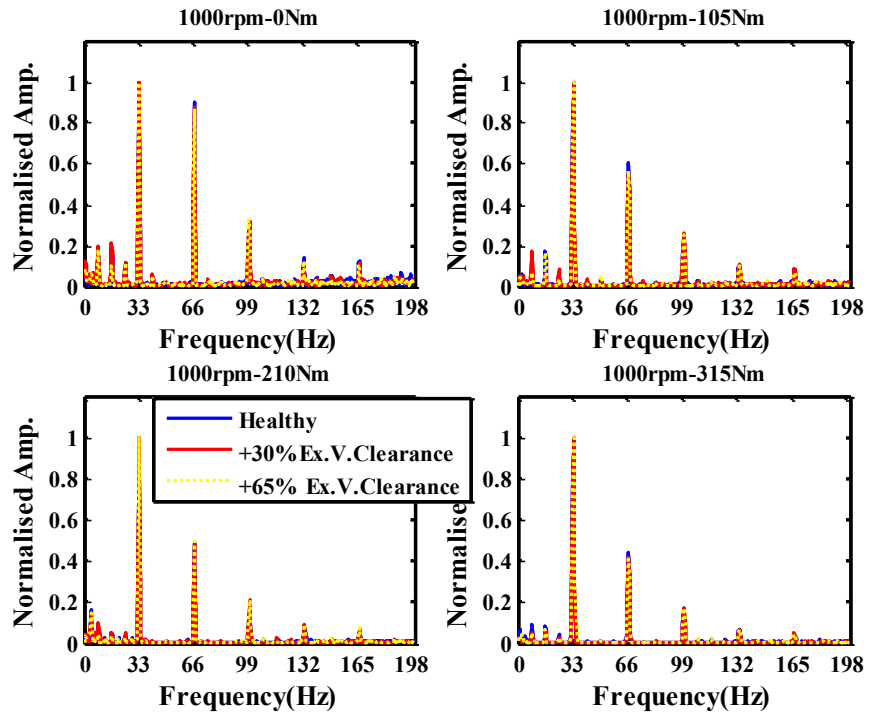 1000rpm-0Nm
Normalised Amp.
1
0.8
0.6
0.4
0.2
0
0 33 66 99 132 165 198
Frequency(Hz)
1000rpm-105Nm
Normalised Amp.
1
0.8
0.6
0.4
0.2
0
0 33 66 99 132 165 198
Frequency(Hz)
1000rpm-210Nm
Normalised Amp.
1
0.8
0.6
0.4
0.2
0
0 33 66 99 132 165 198
Frequency(Hz)
Healthy
+30%Ex.V.Clearance
+65% Ex.V.Clearance
1000rpm-315Nm
Normalise
1
0.8
0.6
0.4
0.2
0
0 33 66 99 132 165 198
Frequency(Hz)